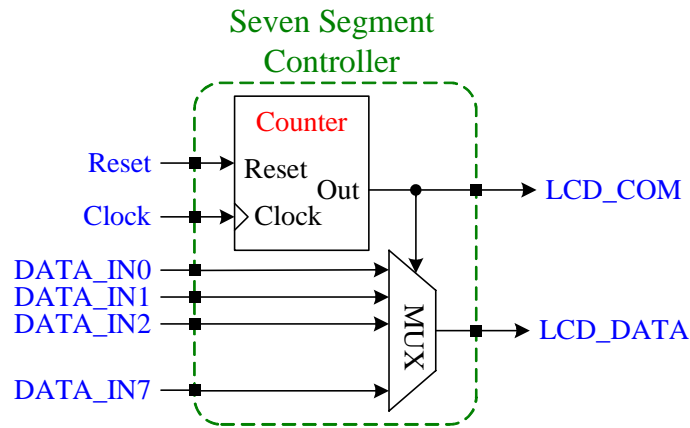 Seven Segment
Controller
Counter
Reset
Reset
Out
LCD_COM
Clock
Clock
DATA_IN0
DATA_IN1
DATA_IN2
MUX
LCD_DATA
DATA_IN7